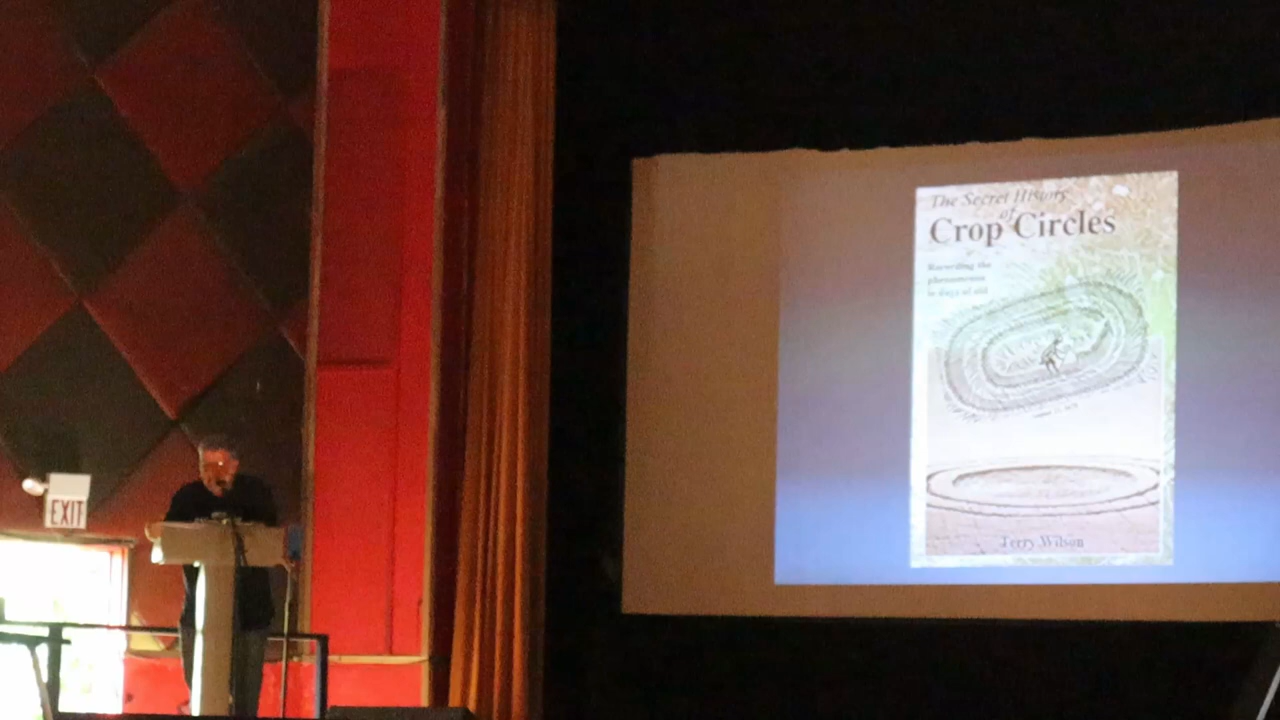 EXIT
The Secret History
of
Crop Circles
Recording the
phenomenon
in days of old
Terry Wilson